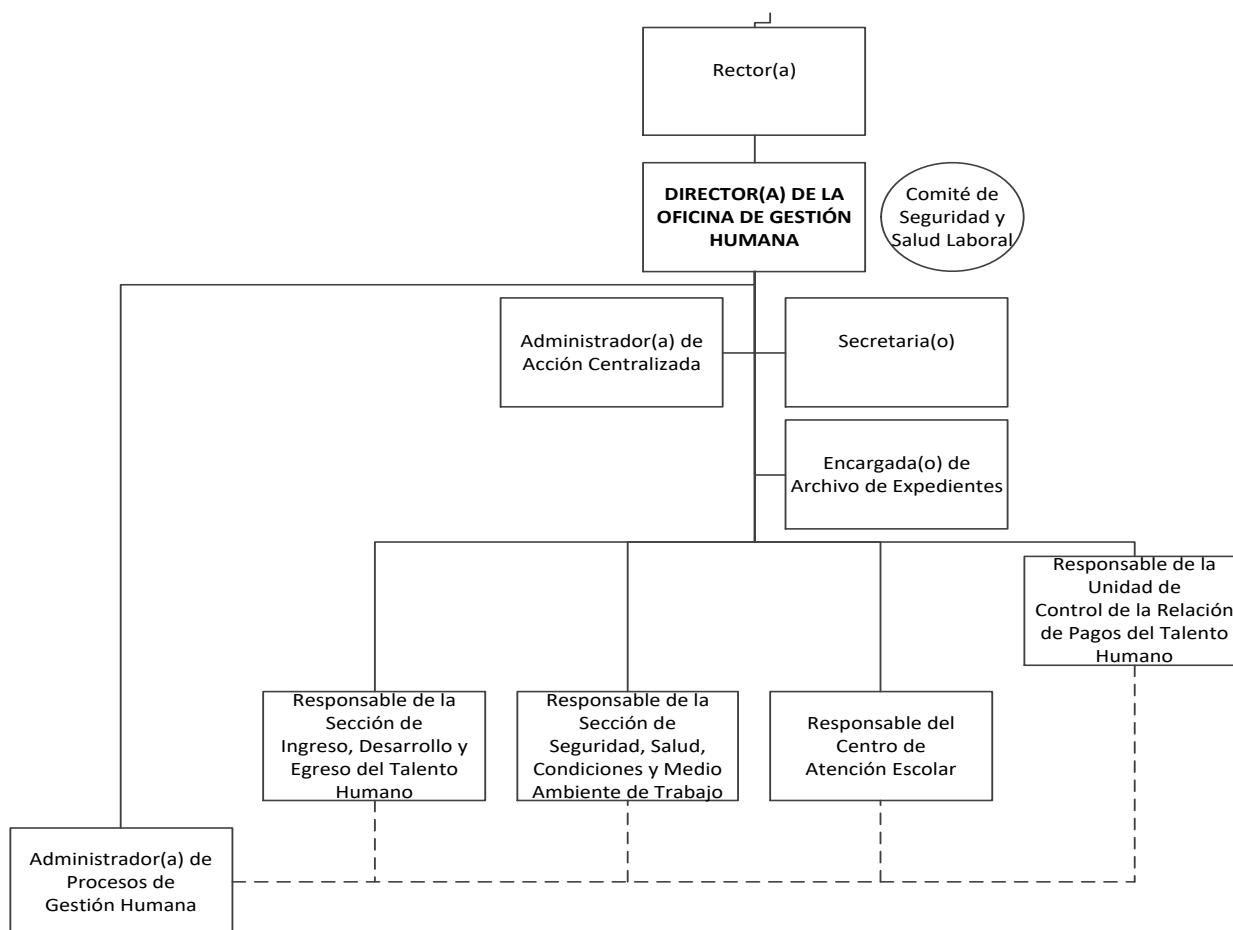 Rector(a)
DIRECTOR(A) DE LA
OFICINA DE GESTIÓN
HUMANA
Comité de
Seguridad y
Salud Laboral
Administrador(a) de
Acción Centralizada
Secretaria(o)
Encargada(o) de
Archivo de Expedientes
Responsable de la
Unidad de
Control de la Relación
de Pagos del Talento
Humano
Responsable de la
Sección de
Ingreso, Desarrollo y
Egreso del Talento
Humano
Responsable de la
Sección de
Seguridad, Salud,
Condiciones y Medio
Ambiente de Trabajo
Responsable del
Centro de
Atención Escolar
Administrador(a) de
Procesos de
Gestión Humana